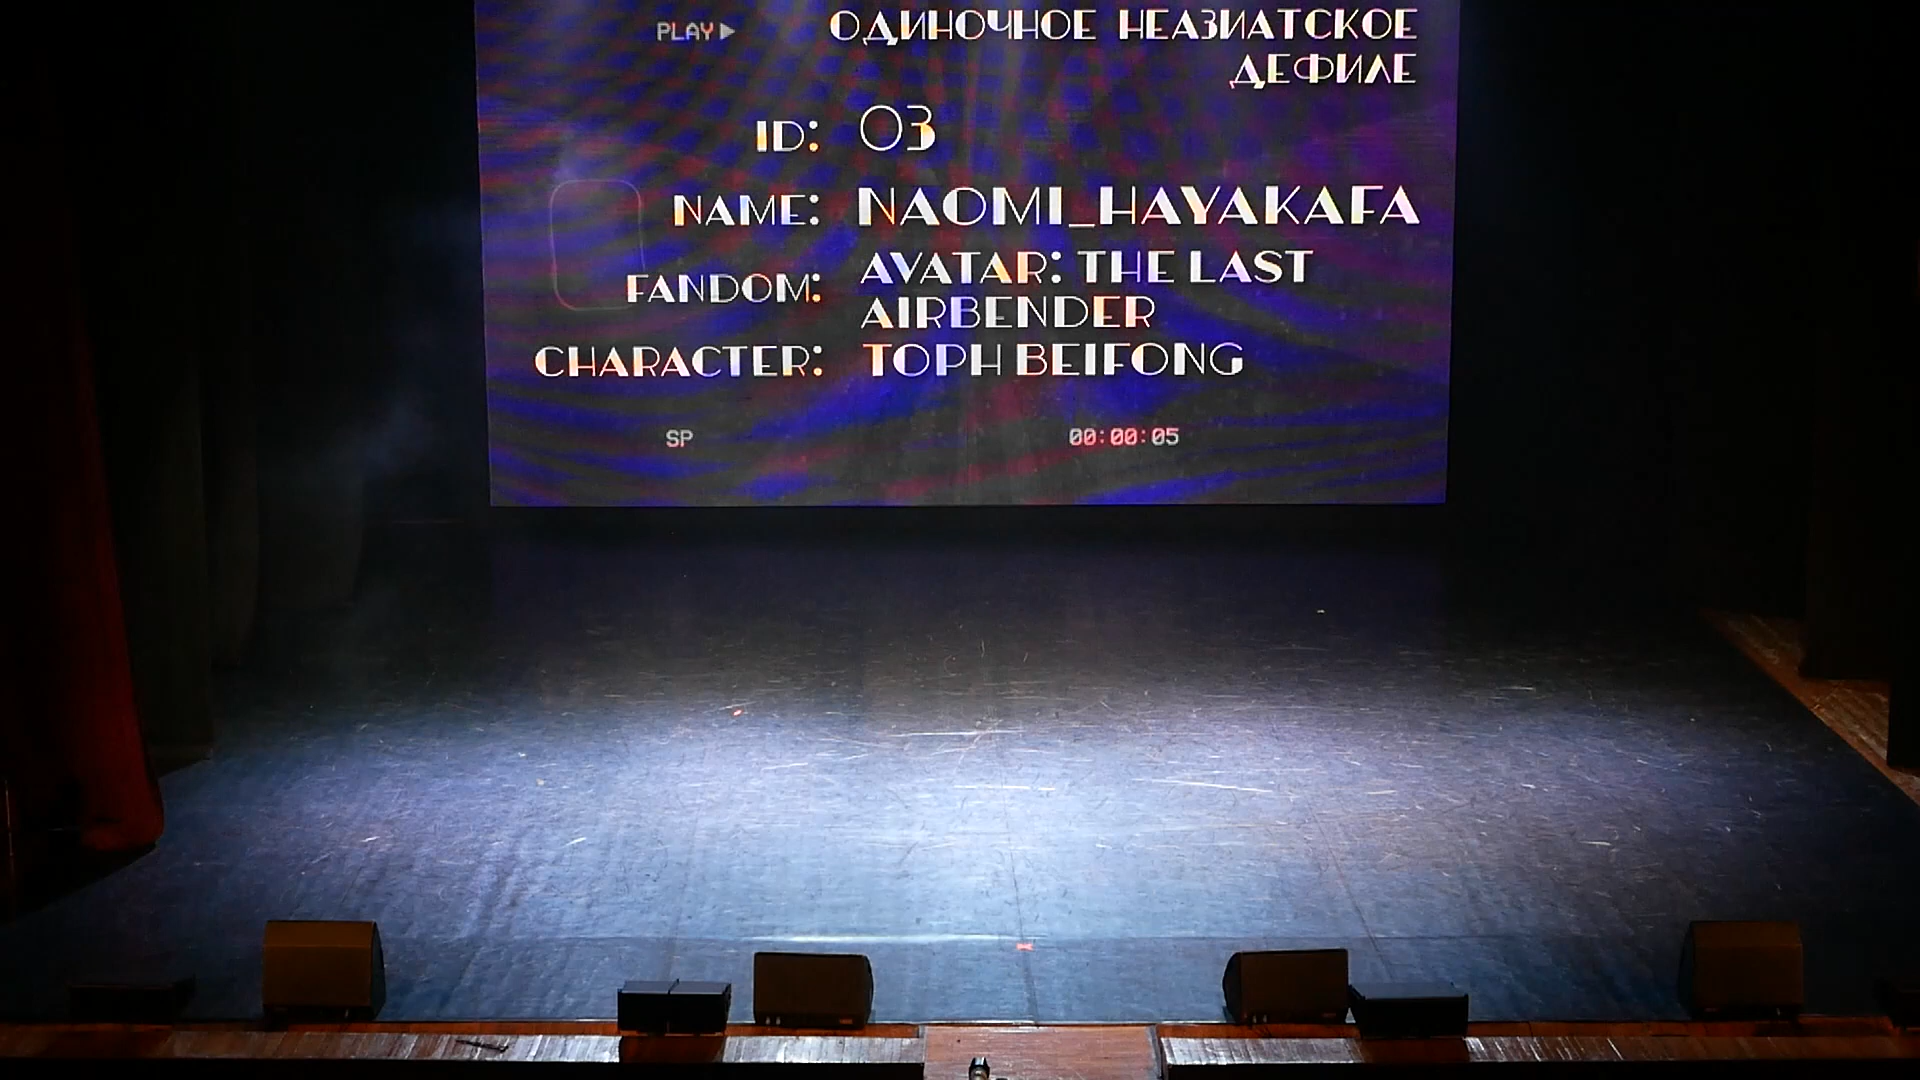 PLAY▶
ОДИНОЧНОЕ НЕАЗИАТСКОЕ
ДЕФИЛЕ
ID: 03
NAME: NAOMI_HAYAKAFA
FANDOM: AVATAR: THE LAST
AIRBENDER
CHARACTER: TOPH BEIFONG
SP 00:00:05